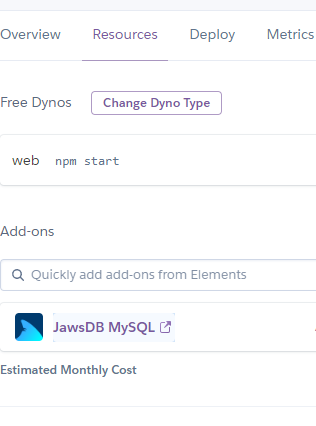 Overview Resources Deploy Metrics
Free Dynos Change Dyno Type
web npm start
Add-ons
Quickly add add-ons from Elements
JawsDB MySQL
Estimated Monthly Cost